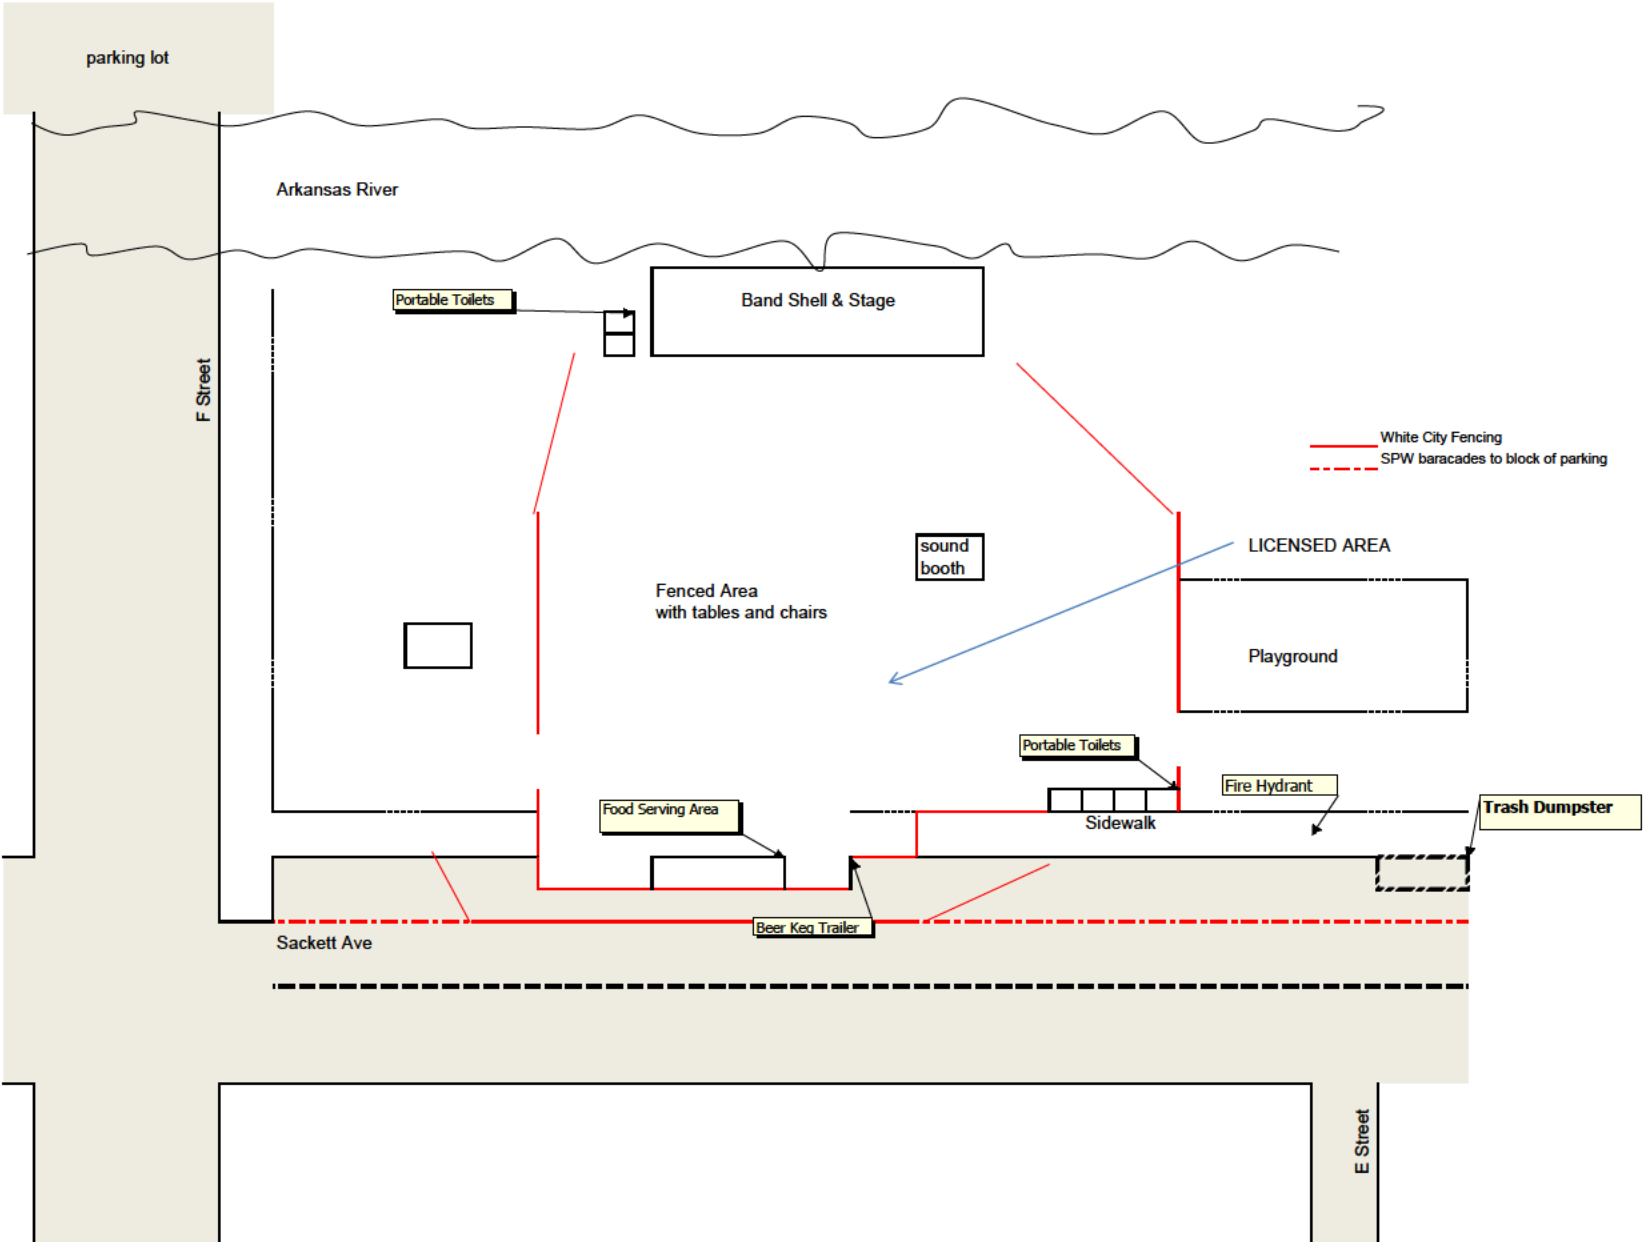 parking lot
Arkansas River
Portable Toilets
Band Shell & Stage
F Street
White City Fencing
SPW baracades to block of parking
sound
booth
LICENSED AREA
Fenced Area
with tables and chairs
Playground
Portable Toilets
Fire Hydrant
Food Serving Area
Trash Dumpster
Sidewalk
Beer Keg Trailer
Sackett Ave
E Street